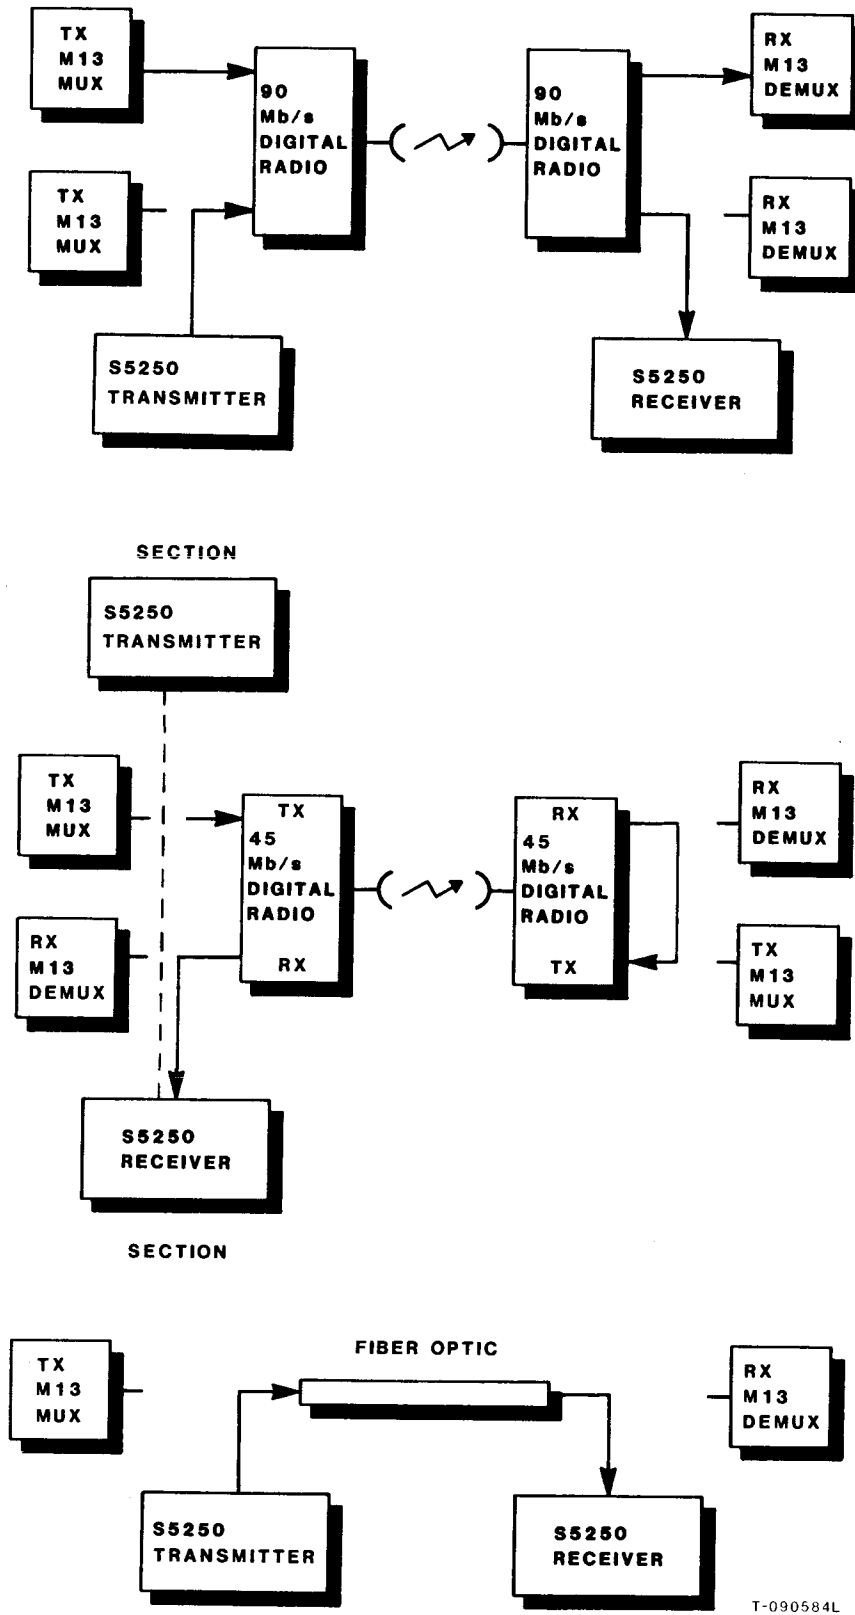 TX
M13
MUX
90
Mb/s
DIGITAL
RADIO
90
Mb/s
DIGITAL
RADIO
RX
M13
DEMUX
TX
M13
MUX
RX
M13
DEMUX
S5250
TRANSMITTER
S5250
RECEIVER
SECTION
S5250
TRANSMITTER
TX
M13
MUX
TX
45
Mb/s
DIGITAL
RADIO
RX
RX
45
Mb/s
DIGITAL
RADIO
TX
RX
M13
DEMUX
RX
M13
DEMUX
TX
M13
MUX
S5250
RECEIVER
SECTION
FIBER OPTIC
TX
M13
MUX
RX
M13
DEMUX
S5250
TRANSMITTER
S5250
RECEIVER
T-090584L